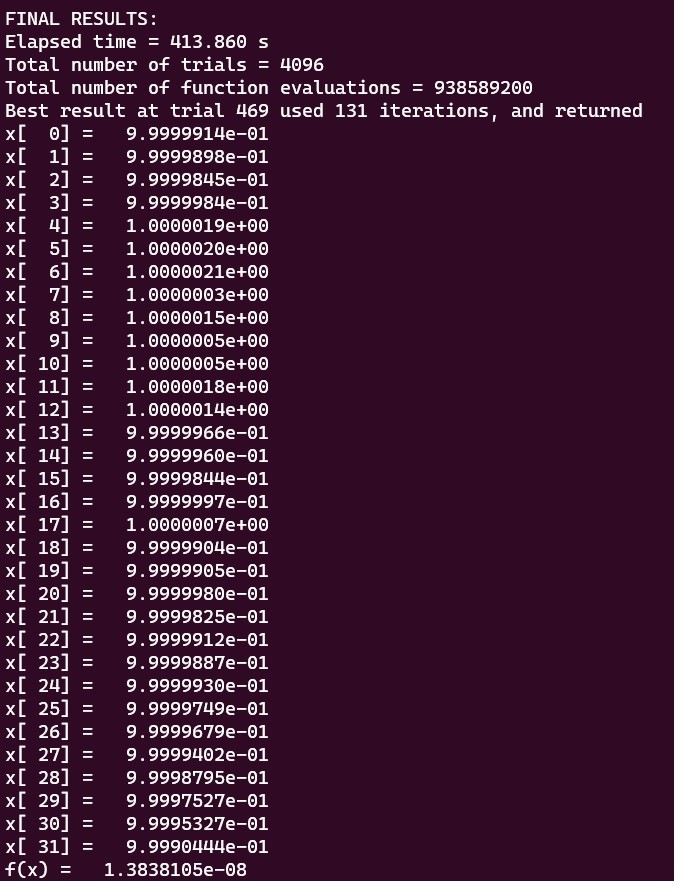 FINAL RESULTS:
Elapsed time = 413.860 s
Total number of trials = 4096
Total number of function evaluations = 938589200
Best result at trial 469 used 131 iterations, and returned
x[  0] =   9.9999914e-01
x[  1] =   9.9999898e-01
x[  2] =   9.9999845e-01
x[  3] =   9.9999984e-01
x[  4] =   1.0000019e+00
x[  5] =   1.0000020e+00
x[  6] =   1.0000021e+00
x[  7] =   1.0000003e+00
x[  8] =   1.0000015e+00
x[  9] =   1.0000005e+00
x[ 10] =   1.0000005e+00
x[ 11] =   1.0000018e+00
x[ 12] =   1.0000014e+00
x[ 13] =   9.9999966e-01
x[ 14] =   9.9999960e-01
x[ 15] =   9.9999844e-01
x[ 16] =   9.9999997e-01
x[ 17] =   1.0000007e+00
x[ 18] =   9.9999904e-01
x[ 19] =   9.9999905e-01
x[ 20] =   9.9999980e-01
x[ 21] =   9.9999825e-01
x[ 22] =   9.9999912e-01
x[ 23] =   9.9999887e-01
x[ 24] =   9.9999930e-01
x[ 25] =   9.9999749e-01
x[ 26] =   9.9999679e-01
x[ 27] =   9.9999402e-01
x[ 28] =   9.9998795e-01
x[ 29] =   9.9997527e-01
x[ 30] =   9.9995327e-01
x[ 31] =   9.9990444e-01
f(x) =   1.3838105e-08